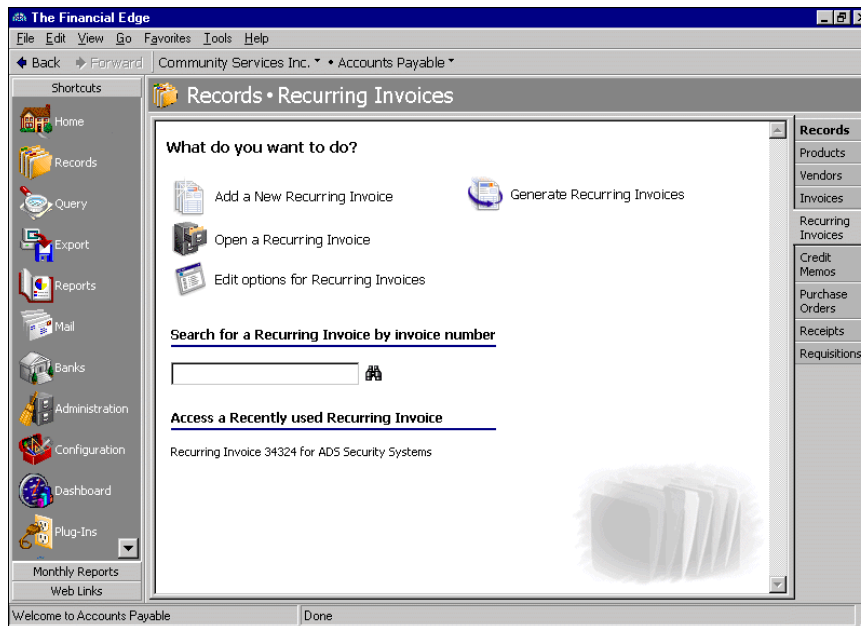 The Financial Edge
File Edit View Go Favorites Tools Help
Back Forward Community Services Inc. • Accounts Payable
Shortcuts
Home
Records
Query
Export
Reports
Mail
Banks
Administration
Configuration
Dashboard
Plug-Ins
Monthly Reports
Web Links
Records • Recurring Invoices
What do you want to do?
Add a New Recurring Invoice
Generate Recurring Invoices
Open a Recurring Invoice
Edit options for Recurring Invoices
Search for a Recurring Invoice by invoice number
Access a Recently used Recurring Invoice
Recurring Invoice 34324 for ADS Security Systems
Records
Products
Vendors
Invoices
Recurring
Invoices
Credit
Memos
Purchase
Orders
Receipts
Requisitions
Welcome to Accounts Payable Done